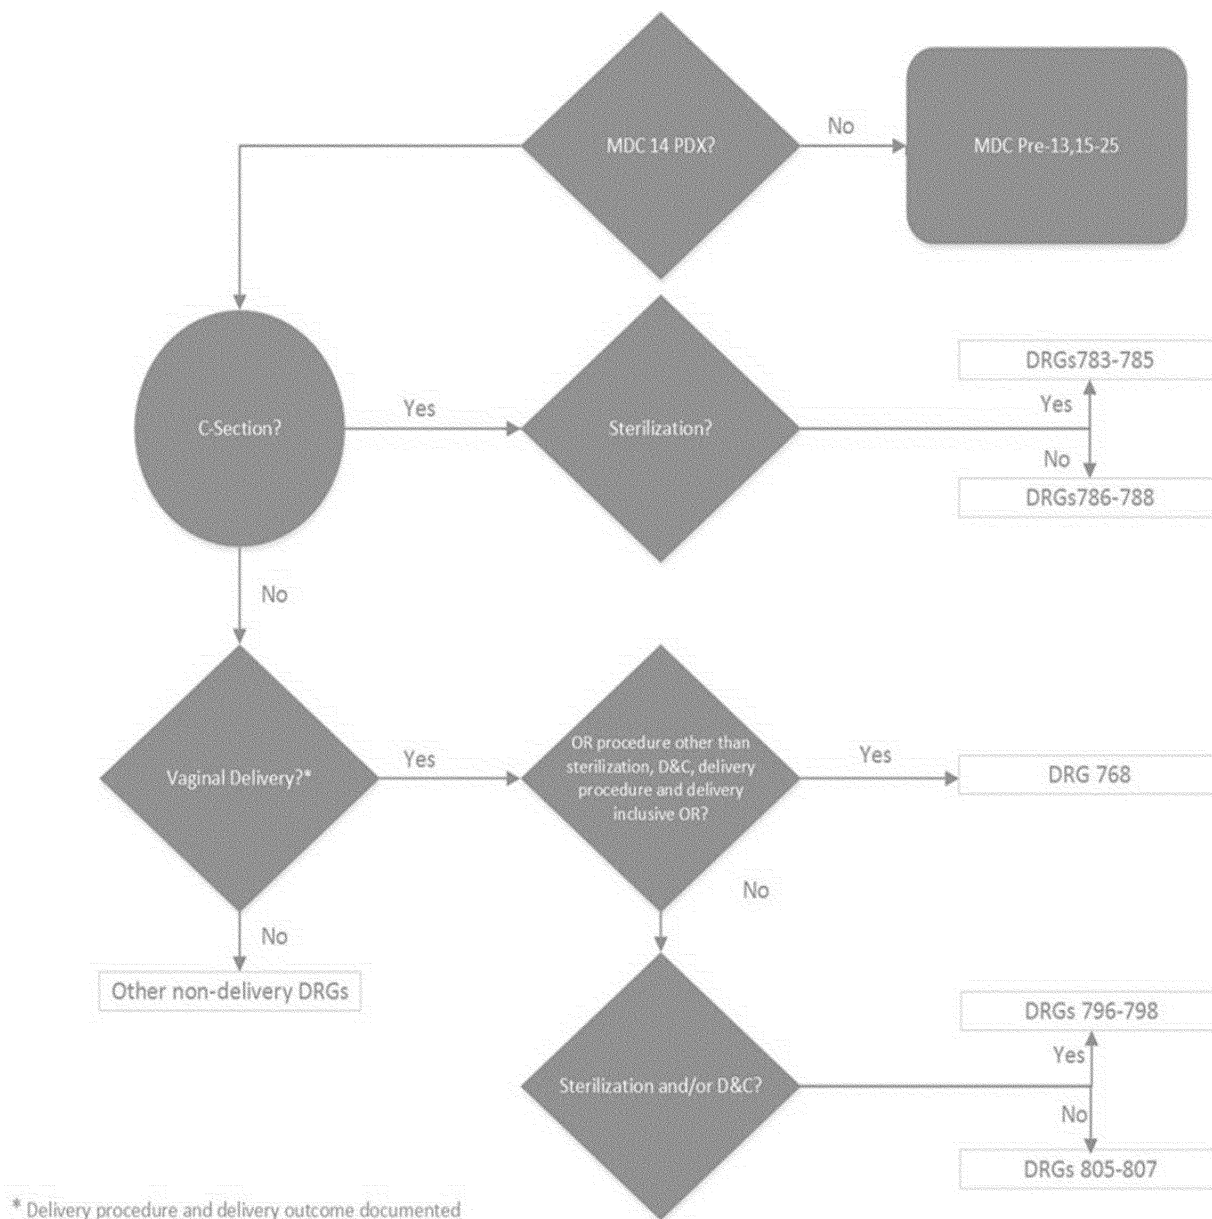 MDC 14 PDX?
No
MDC Pre-13,15-25
C-Section?
Yes
Sterilization?
DRGs783-785
Yes
No
DRGs786-788
No
Vaginal Delivery?*
Yes
OR procedure other than
sterilization, D&C, delivery
procedure and delivery
inclusive OR?
Yes
DRG 768
No
No
Other non-delivery DRGs
Sterilization and/or D&C?
DRGs 796-798
Yes
No
DRGs 805-807
* Delivery procedure and delivery outcome documented